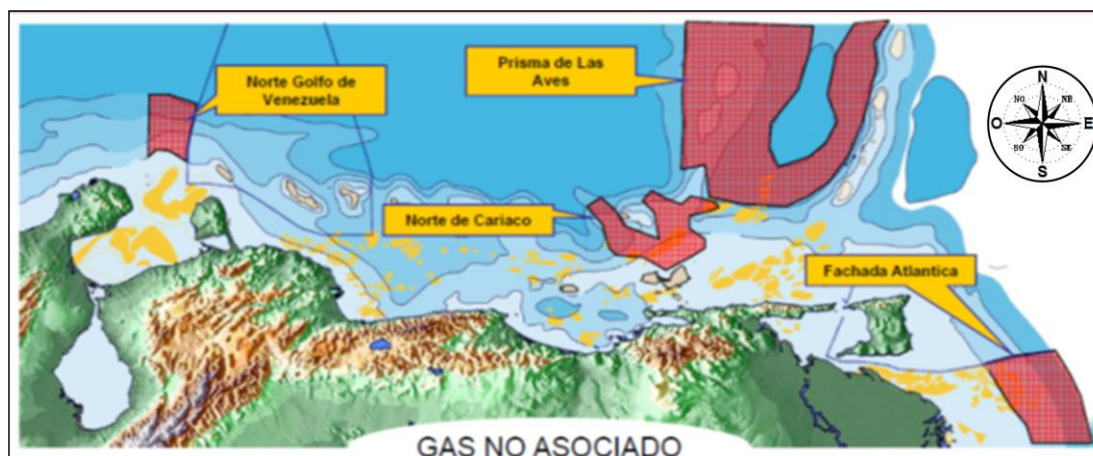 Norte Golfo de
Venezuela
Prisma de Las
Aves
N
NO
NE
O
E
SO
SE
S
Norte de Cariaco
Fachada Atlantica
GAS NO ASOCIADO